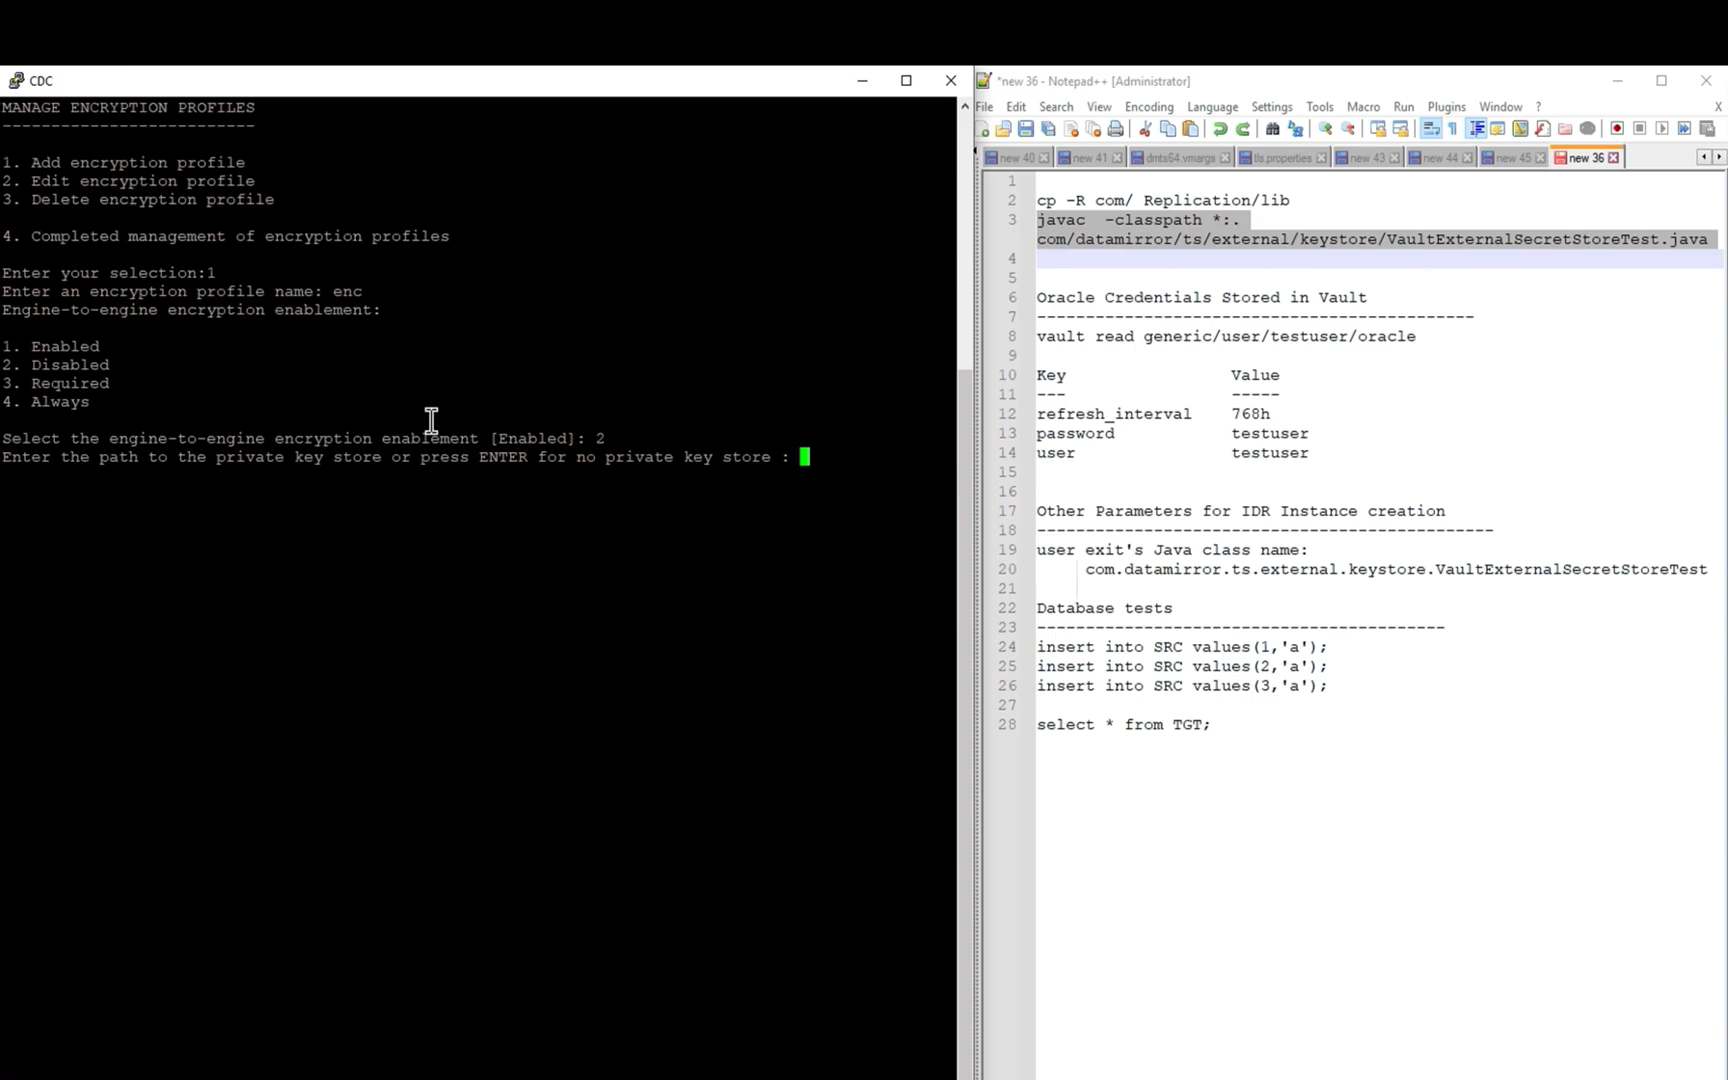 CDC
MANAGE ENCRYPTION PROFILES
--------------------------
1. Add encryption profile
2. Edit encryption profile
3. Delete encryption profile
4. Completed management of encryption profiles
Enter your selection:1
Enter an encryption profile name: enc
Engine-to-engine encryption enablement:
1. Enabled
2. Disabled
3. Required
4. Always
Select the engine-to-engine encryption enablement [Enabled]: 2
Enter the path to the private key store or press ENTER for no private key store :
*new 36 - Notepad++ [Administrator]
File Edit Search View Encoding Language Settings Tools Macro Run Plugins Window ? X
new 40 new 41 dmts64.vmargs tls.properties new 43 new 44 new 45 new 36
1
2 cp -R com/ Replication/lib
3 javac  -classpath *:.
com/datamirror/ts/external/keystore/VaultExternalSecretStoreTest.java
4
5
6 Oracle Credentials Stored in Vault
7 ---------------------------------------------
8 vault read generic/user/testuser/oracle
9
10 Key                 Value
11 ---                 -----
12 refresh_interval    768h
13 password            testuser
14 user                testuser
15
16
17 Other Parameters for IDR Instance creation
18 -----------------------------------------------
19 user exit's Java class name:
20      com.datamirror.ts.external.keystore.VaultExternalSecretStoreTest
21
22 Database tests
23 ------------------------------------------
24 insert into SRC values(1,'a');
25 insert into SRC values(2,'a');
26 insert into SRC values(3,'a');
27
28 select * from TGT;